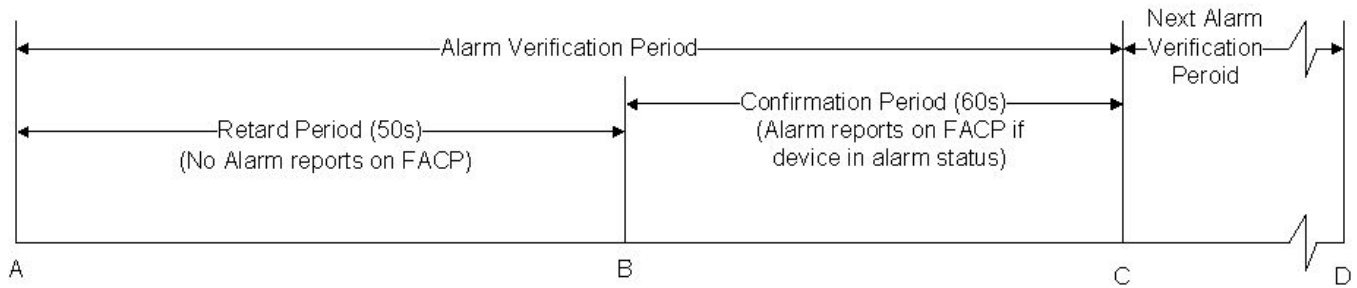 Next Alarm
Alarm Verification Period
Verification
Peroid
Confirmation Period (60s)
Retard Period (50s)
(Alarm reports on FACP if
(No Alarm reports on FACP)
device in alarm status)
A
B
C
D